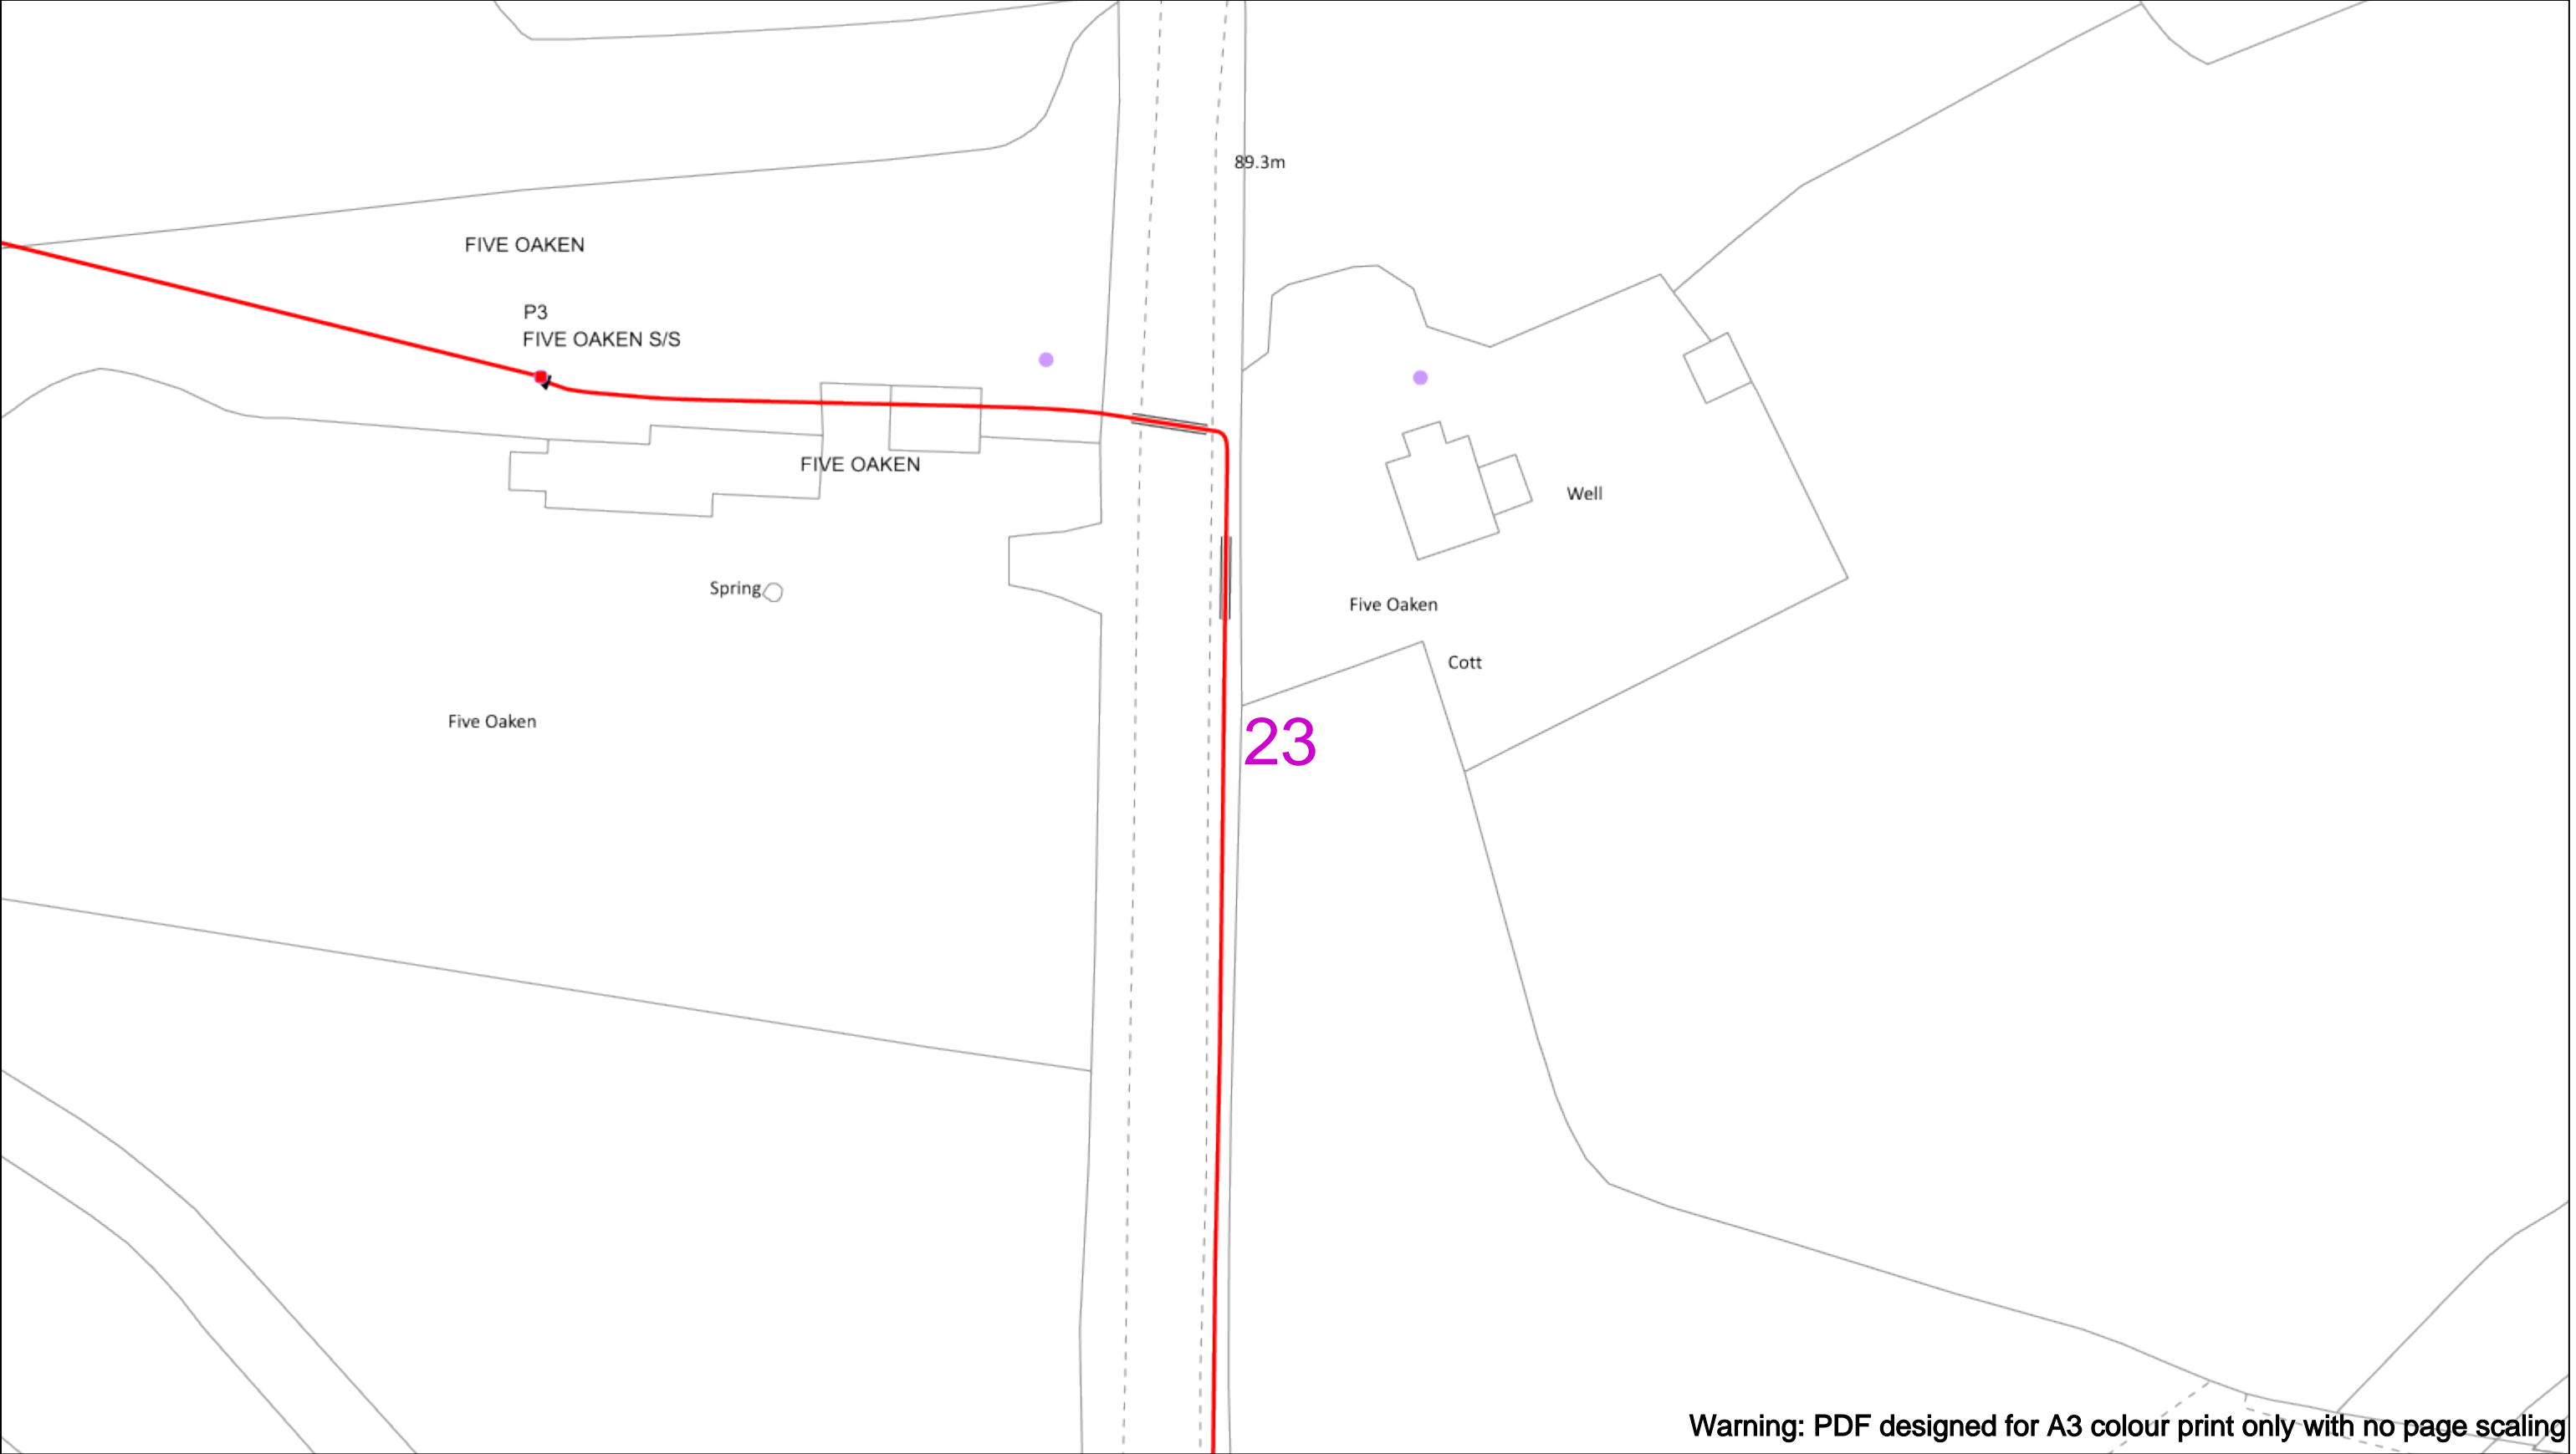 89.3m
FIVE OAKEN
P3
FIVE OAKEN S/S
FIVE OAKEN
Well
Spring
Five Oaken
Cott
Five Oaken
23
Warning: PDF designed for A3 colour print only with no page scaling